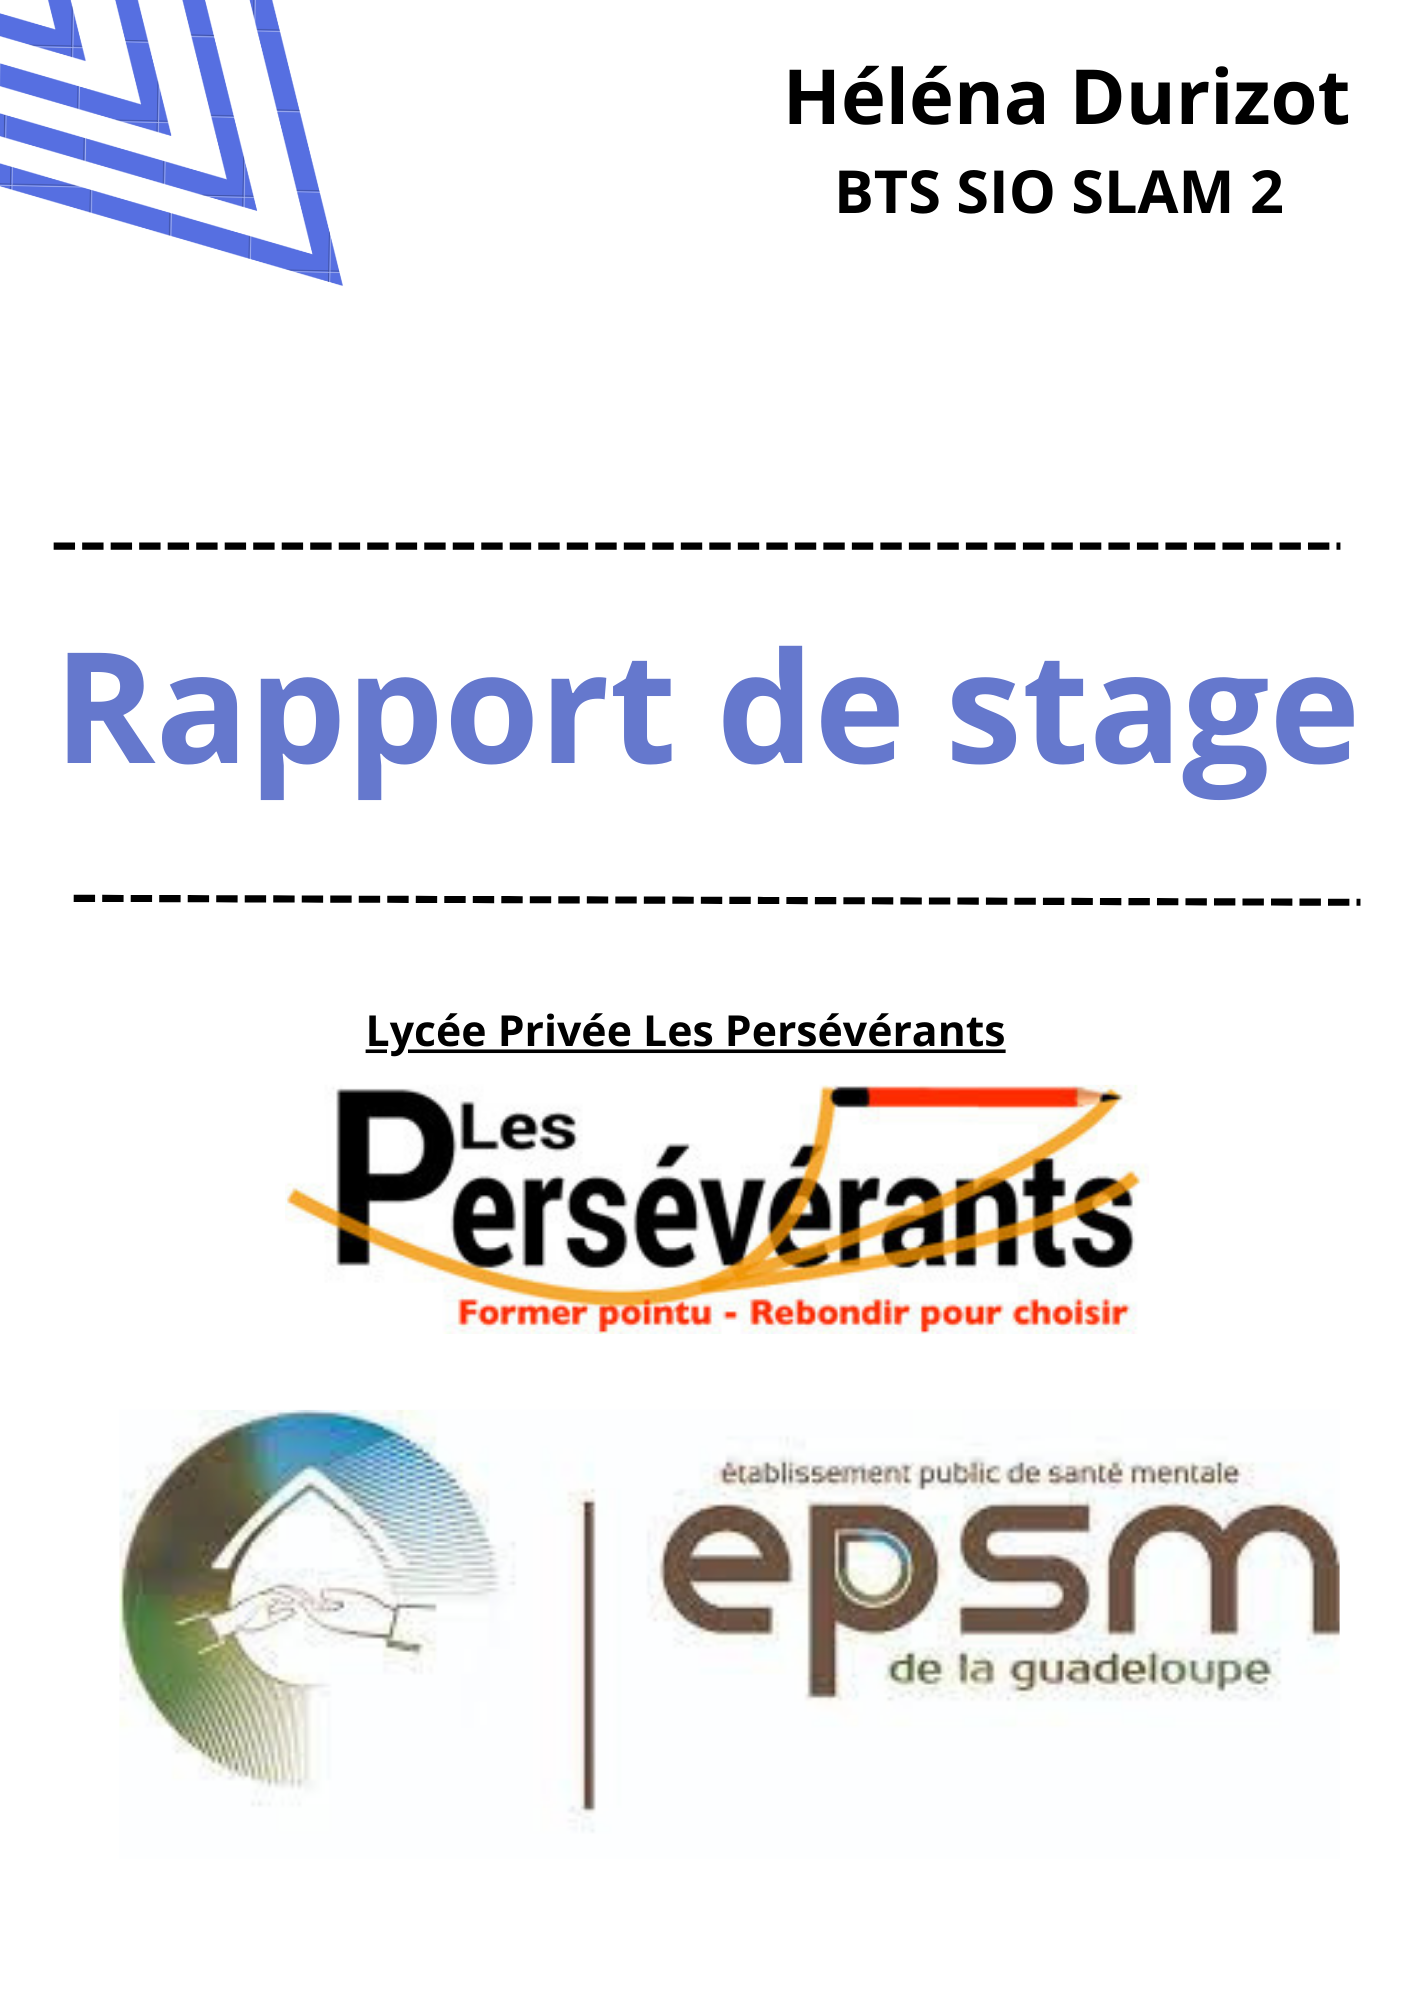 Héléna Durizot
BTS SIO SLAM 2
Rapport de stage
Lycée Privée Les Persévérants
Les
Persévérants
Former pointu - Rebondir pour choisir
établissement public de santé mentale
epsm
de la guadeloupe